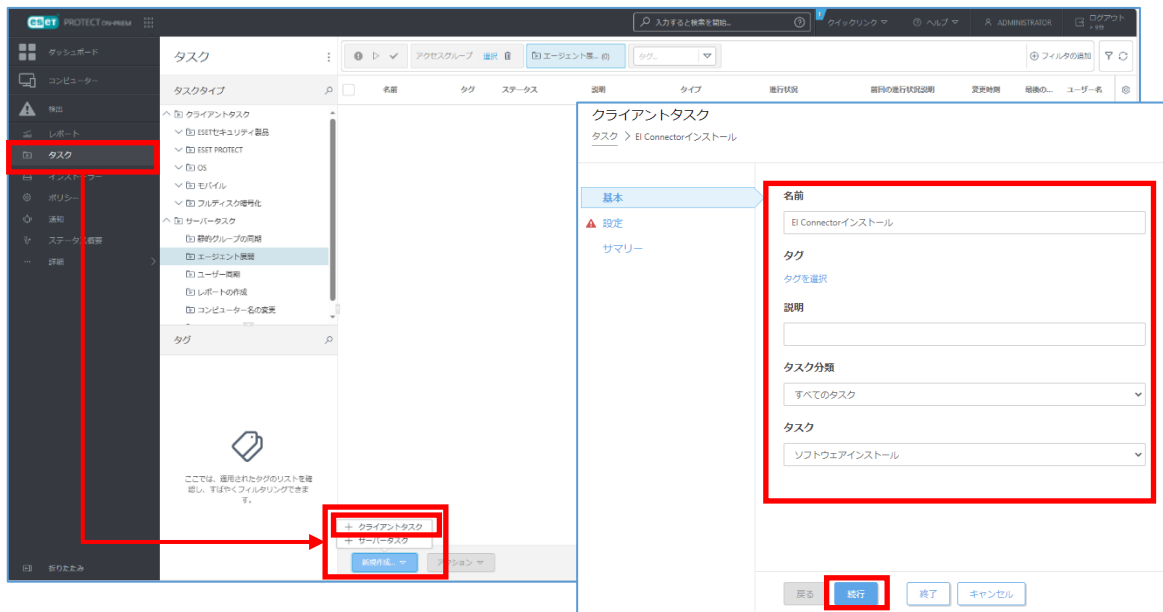 eset PROTECT ON-PREM
入力すると検索を開始...
クイックリンク
ヘルプ
ADMINISTRATOR
ログアウト
ダッシュボード
コンピューター
検出
レポート
タスク
インストーラー
ポリシー
通知
ステータス概要
詳細
折りたたみ
タスク
アクセスグループ 選択
エージェント展... (0)
タグ...
フィルタの追加
タスクタイプ
名前 タグ ステータス 説明 タイプ 進行状況 前回の進行状況説明 変更時刻 最後の... ユーザー名
クライアントタスク
ESETセキュリティ製品
ESET PROTECT
OS
モバイル
フルディスク暗号化
サーバータスク
静的グループの同期
エージェント展開
ユーザー同期
レポートの作成
コンピューター名の変更
タグ
ここでは、適用されたタグのリストを確
認し、すばやくフィルタリングできま
す。
+ クライアントタスク
+ サーバータスク
新規作成...
アクション
クライアントタスク
タスク > EI Connectorインストール
基本
設定
サマリー
名前
EI Connectorインストール
タグ
タグを選択
説明
タスク分類
すべてのタスク
タスク
ソフトウェアインストール
戻る
続行
終了
キャンセル